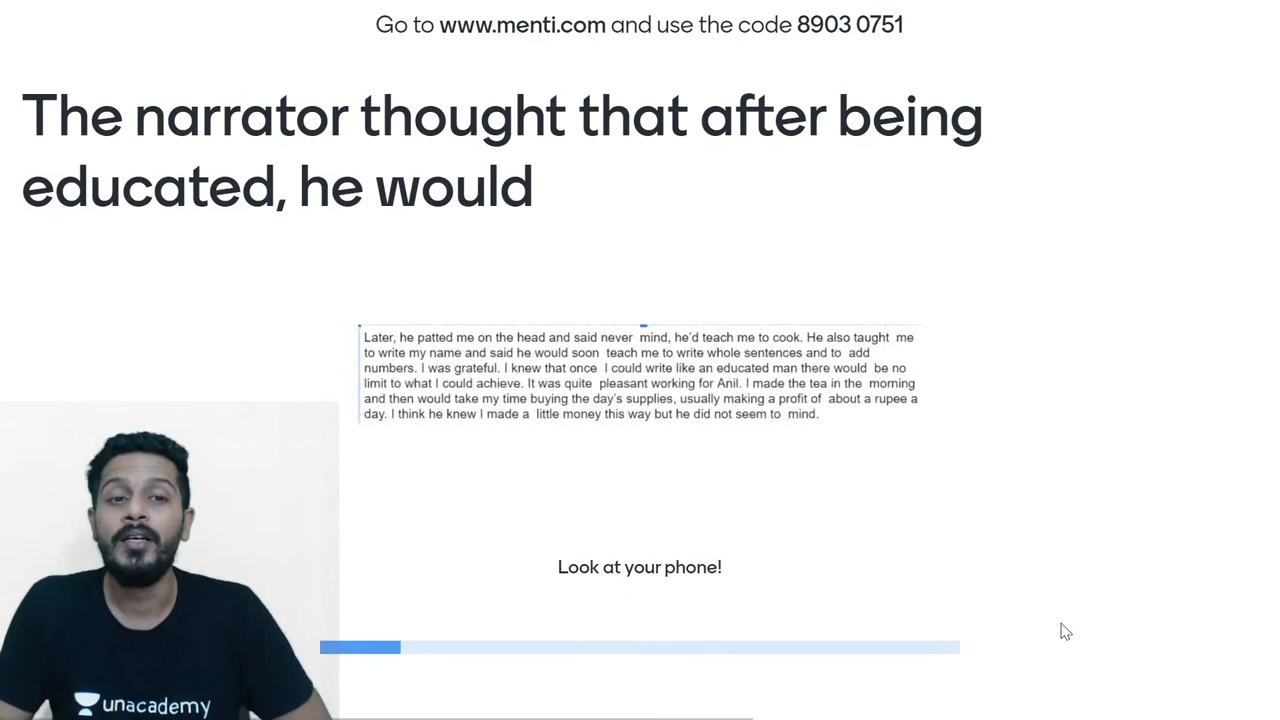 Go to www.menti.com and use the code 8903 0751
The narrator thought that after being
educated, he would
Later, he patted me on the head and said never mind, he'd teach me to cook. He also taught me
to write my name and said he would soon teach me to write whole sentences and to add
numbers. I was grateful. I knew that once I could write like an educated man there would be no
limit to what I could achieve. It was quite pleasant working for Anil. I made the tea in the morning
and then would take my time buying the day's supplies, usually making a profit of about a rupee a
day. I think he knew I made a little money this way but he did not seem to mind.
Look at your phone!
unacademy